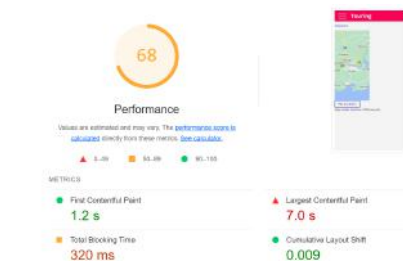 68
Performance
Values are estimated and may vary. The performance score is
calculated directly from these metrics. See calculator.
0–49
50–89
90–100
METRICS
First Contentful Paint
1.2 s
Largest Contentful Paint
7.0 s
Total Blocking Time
320 ms
Cumulative Layout Shift
0.009
Touring